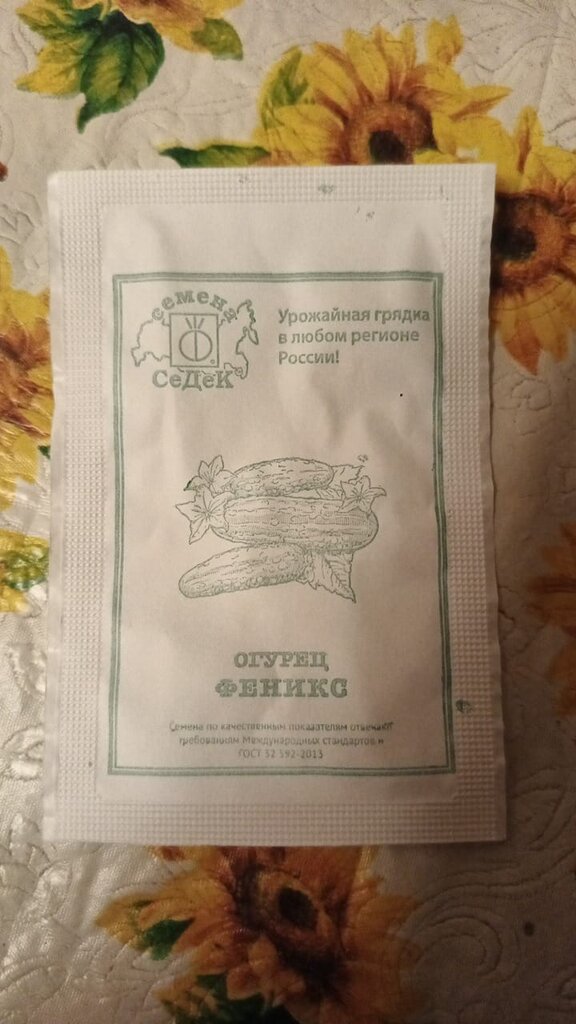 семена
СеДеК
Урожайная грядка
в любом регионе
России!
ОГУРЕЦ
ФЕНИКС
Семена по качественным показателям отвечают
требованиям Международных стандартов и
ГОСТ 32 592-2013